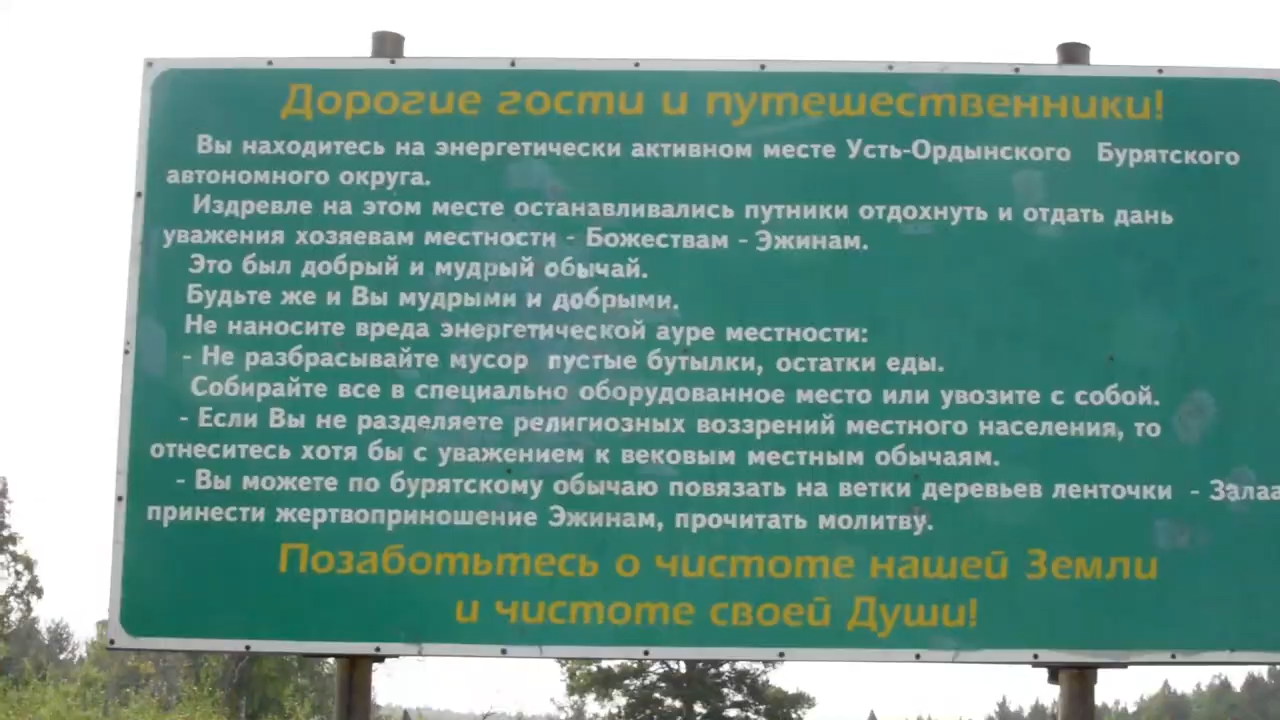 Дорогие гости и путешественники!
Вы находитесь на энергетически активном месте Усть-Ордынского Бурятского
автономного округа.
Издревле на этом месте останавливались путники отдохнуть и отдать дань
уважения хозяевам местности - Божествам - Эжинам.
Это был добрый и мудрый обычай.
Будьте же и Вы мудрыми и добрыми.
Не наносите вреда энергетической ауре местности:
- Не разбрасывайте мусор пустые бутылки, остатки еды.
Собирайте все в специально оборудованное место или увозите с собой.
- Если Вы не разделяете религиозных воззрений местного населения, то
отнеситесь хотя бы с уважением к вековым местным обычаям.
- Вы можете по бурятскому обычаю повязать на ветки деревьев ленточки - Залаа
принести жертвоприношение Эжинам, прочитать молитву.
Позаботьтесь о чистоте нашей Земли
и чистоте своей Души!